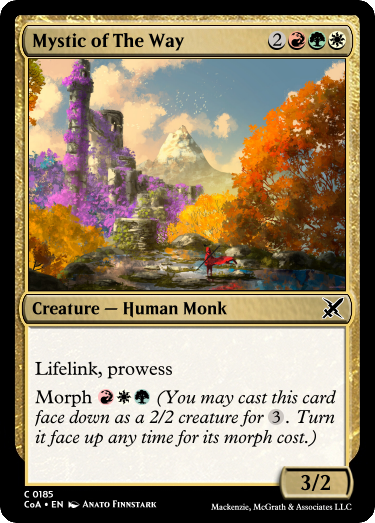 Mystic of The Way 2
Creature — Human Monk
Lifelink, prowess
Morph (You may cast this card
face down as a 2/2 creature for 3. Turn
it face up any time for its morph cost.)
3/2
C 0185
CoA • EN Anato Finnstark
Mackenzie, McGrath & Associates LLC